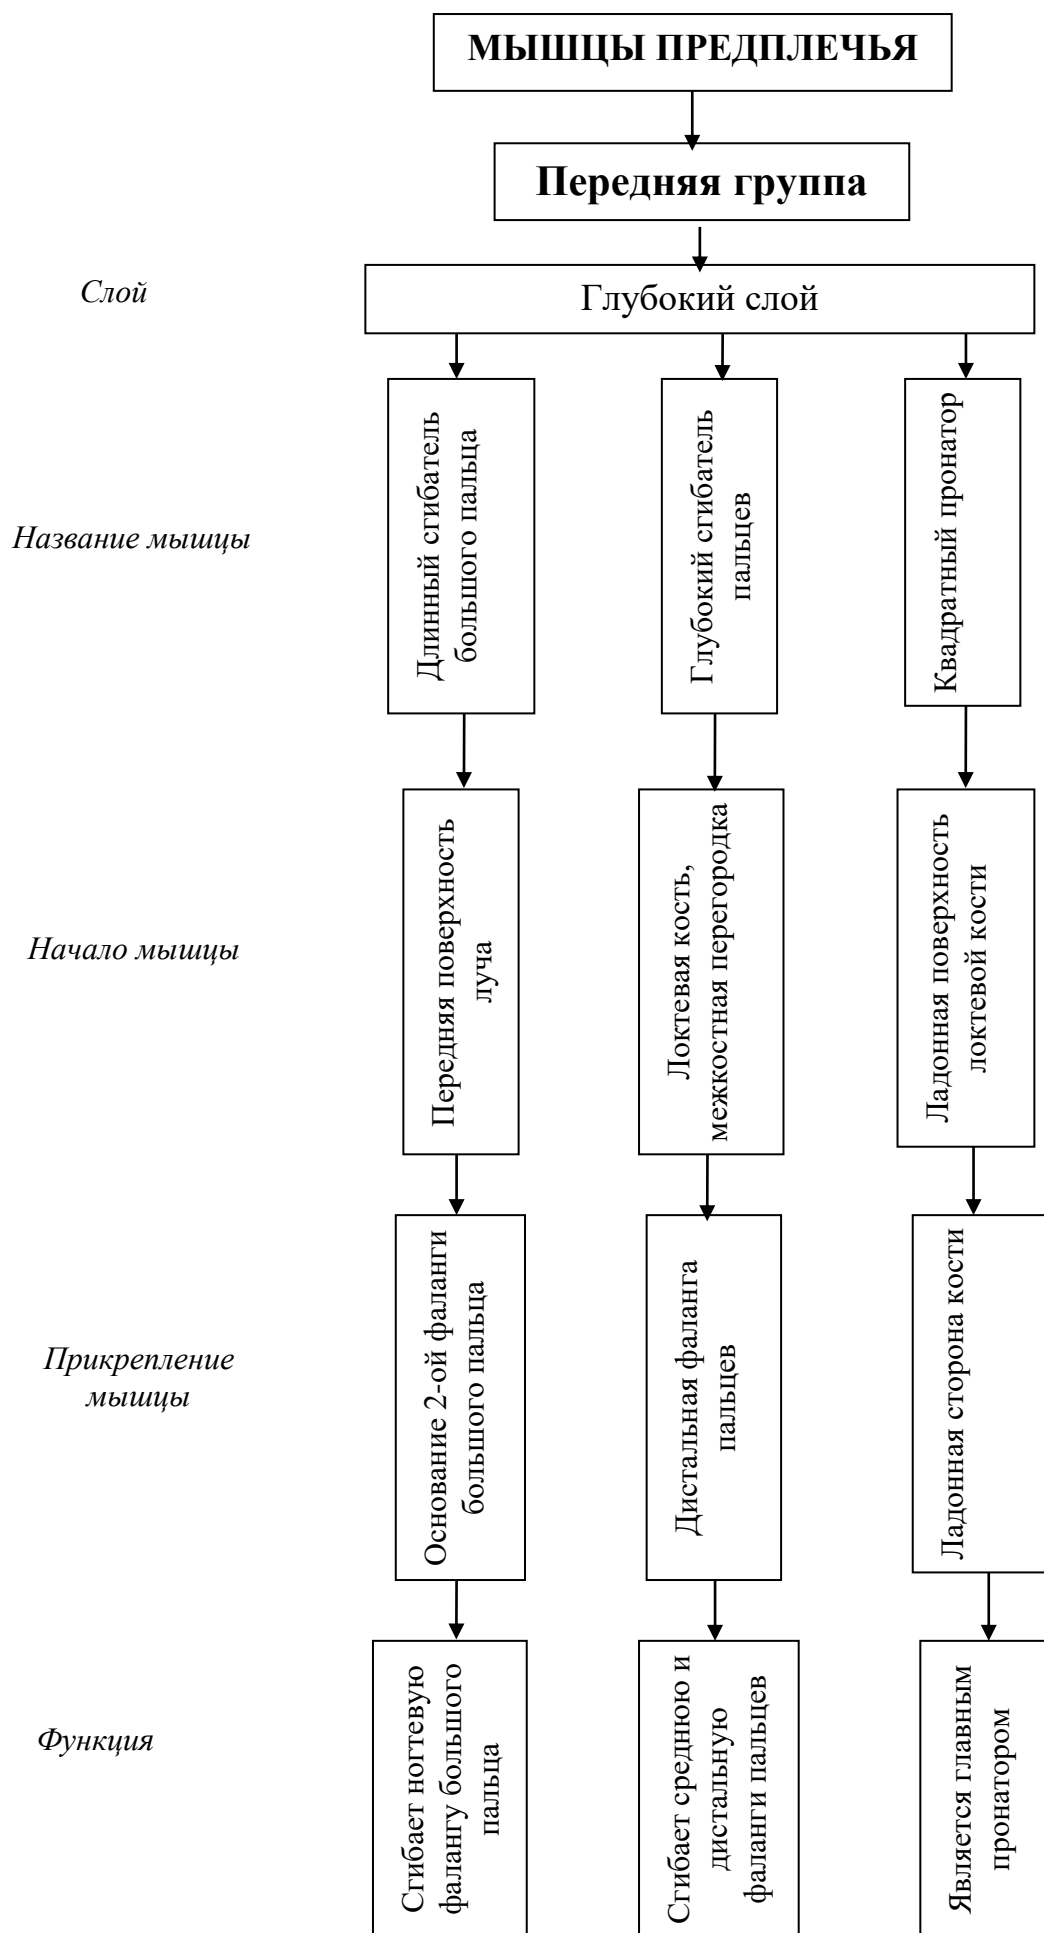 МЫШЦЫ ПРЕДПЛЕЧЬЯ
Передняя группа
Слой
Глубокий слой
Название мышцы
Длинный сгибатель
большого пальца
Глубокий сгибатель
пальцев
Квадратный пронатор
Начало мышцы
Передняя поверхность
луча
Локтевая кость,
межкостная перегородка
Ладонная поверхность
локтевой кости
Прикрепление
мышцы
Основание 2-ой фаланги
большого пальца
Дистальная фаланга
пальцев
Ладонная сторона кости
Функция
Сгибает ногтевую
фалангу большого
пальца
Сгибает среднюю и
дистальную
фаланги пальцев
Является главным
пронатором